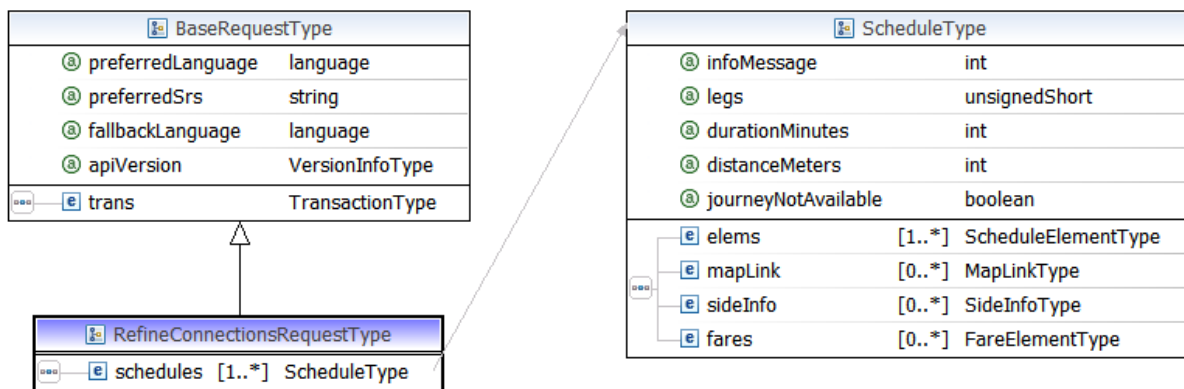 BaseRequestType
preferredLanguage language
preferredSrs string
fallbackLanguage language
apiVersion VersionInfoType
trans TransactionType
RefineConnectionsRequestType
schedules [1..*] ScheduleType
ScheduleType
infoMessage int
legs unsignedShort
durationMinutes int
distanceMeters int
journeyNotAvailable boolean
elems [1..*] ScheduleElementType
mapLink [0..*] MapLinkType
sideInfo [0..*] SideInfoType
fares [0..*] FareElementType